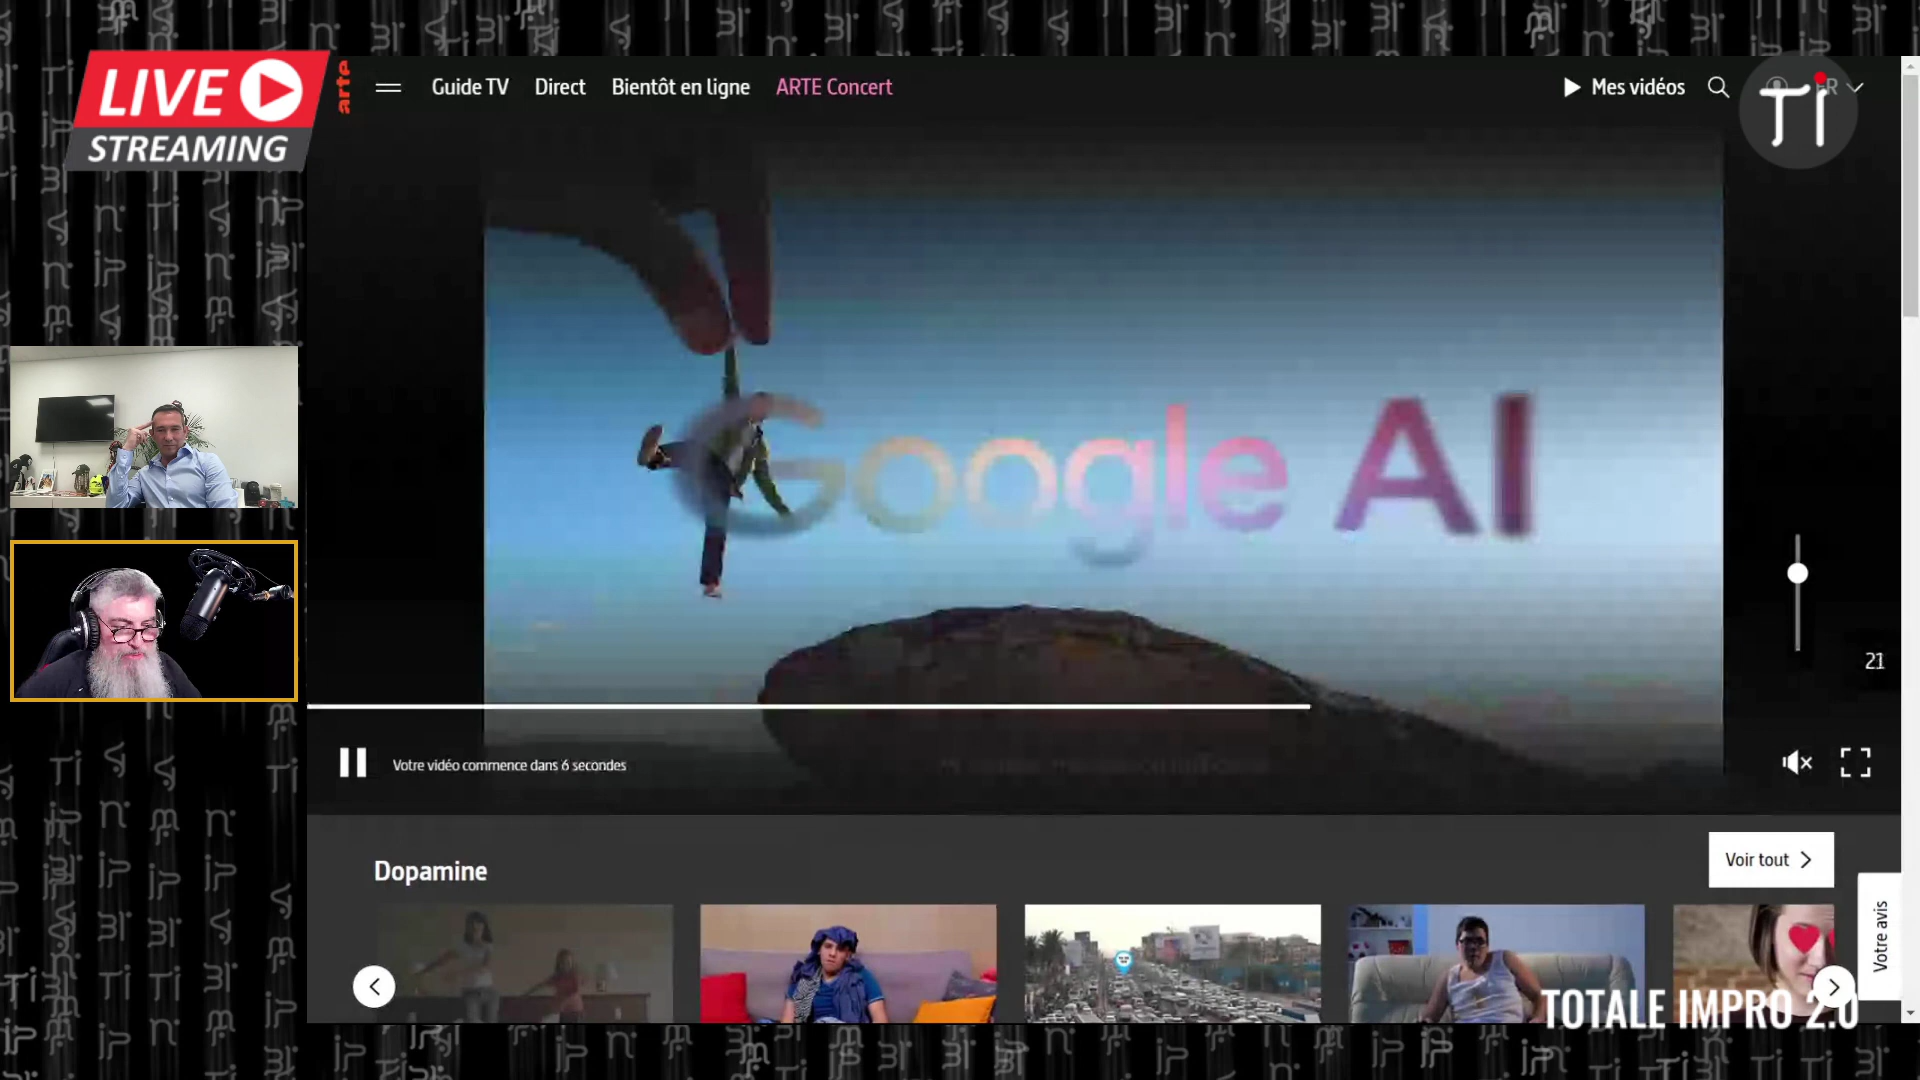 LIVE
STREAMING
arte
Guide TV
Direct
Bientôt en ligne
ARTE Concert
Mes vidéos
TI
Google AI
21
Votre vidéo commence dans 6 secondes
Dopamine
Voir tout
Votre avis
TOTALE IMPRO 2.0